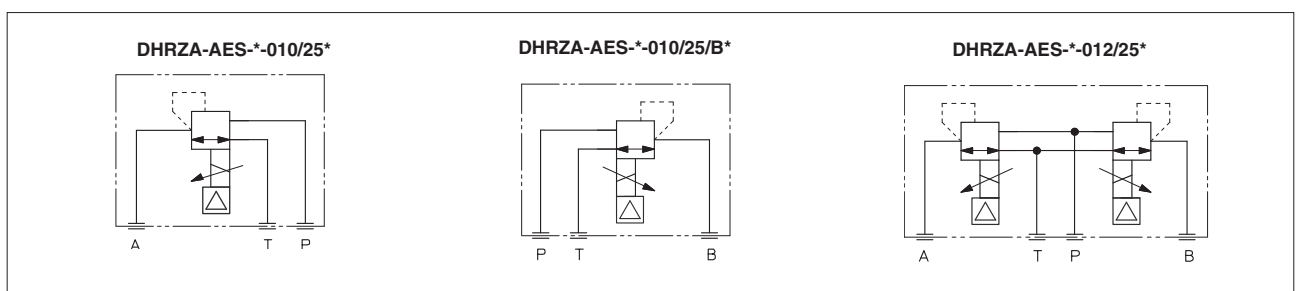 DHRZA-AES-*-010/25*
DHRZA-AES-*-010/25/B*
DHRZA-AES-*-012/25*
A T P
P T B
A T P B